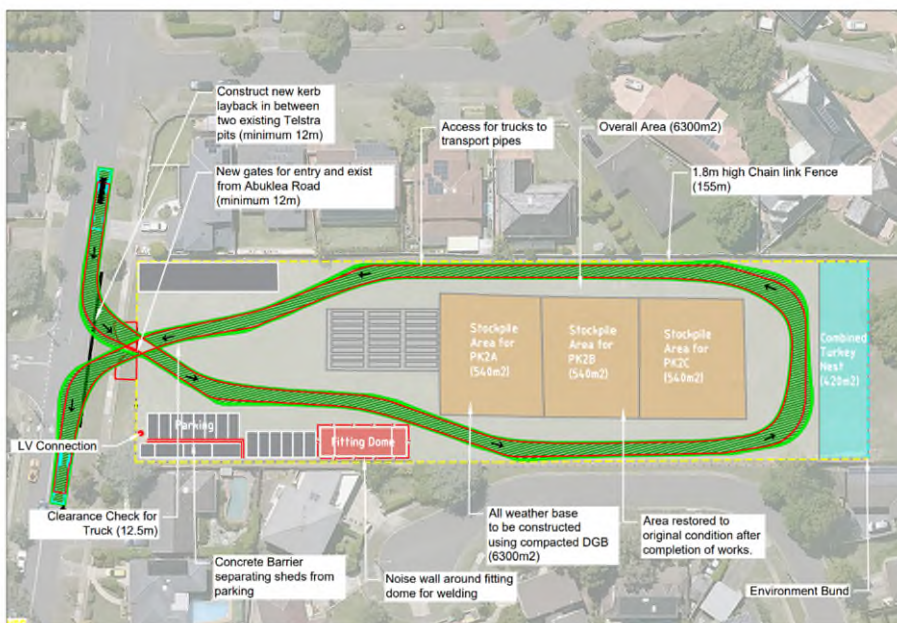 Construct new kerb
layback in between
two existing Telstra
pits (minimum 12m)
New gates for entry and exist
from Abuklea Road
(minimum 12m)
Access for trucks to
transport pipes
Overall Area (6300m2)
1.8m high Chain link Fence
(155m)
Stockpile
Area for
PK2A
(540m2)
Stockpile
Area for
PK2B
(540m2)
Stockpile
Area for
PK2C
(540m2)
Combined
Turkey
Nest
(420m2)
Parking
Fitting Dome
LV Connection
Clearance Check for
Truck (12.5m)
Concrete Barrier
separating sheds from
parking
Noise wall around fitting
dome for welding
All weather base
to be constructed
using compacted DGB
(6300m2)
Area restored to
original condition after
completion of works.
Environment Bund